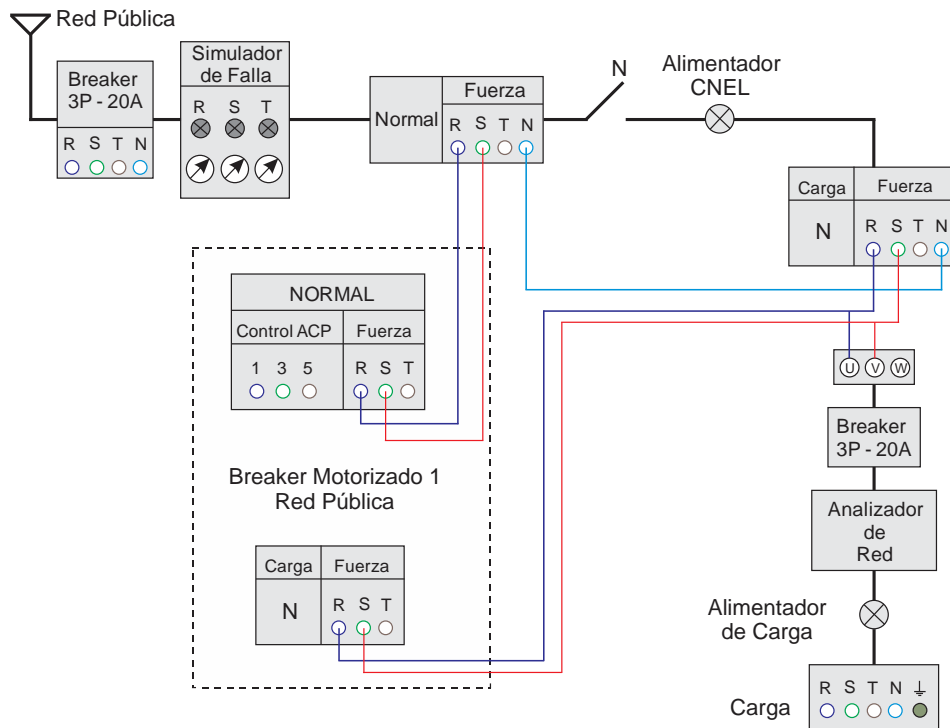 Red Pública
Breaker
3P - 20A
R S T N
Simulador
de Falla
R S T
Normal
Fuerza
R S T N
N
Alimentador
CNEL
Carga
Fuerza
N
R S T N
NORMAL
Control ACP
Fuerza
1 3 5
R S T
Breaker Motorizado 1
Red Pública
Carga
Fuerza
N
R S T
U V W
Breaker
3P - 20A
Analizador
de
Red
Alimentador
de Carga
Carga
R S T N